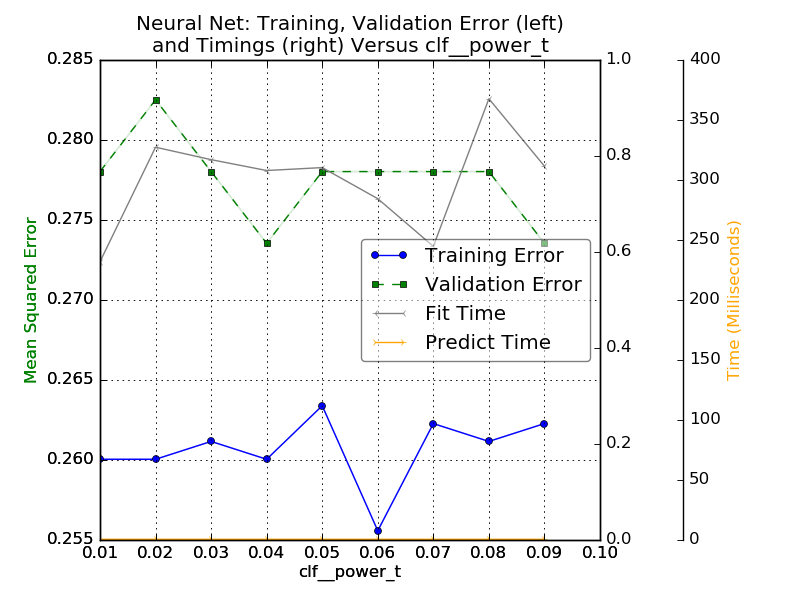 Neural Net: Training, Validation Error (left)
and Timings (right) Versus clf__power_t
Mean Squared Error
0.285
0.280
0.275
0.270
0.265
0.260
0.255
0.01 0.02 0.03 0.04 0.05 0.06 0.07 0.08 0.09 0.10
clf__power_t
Training Error
Validation Error
Fit Time
Predict Time
1.0
0.8
0.6
0.4
0.2
0.0
400
350
300
250
200
150
100
50
0
Time (Milliseconds)